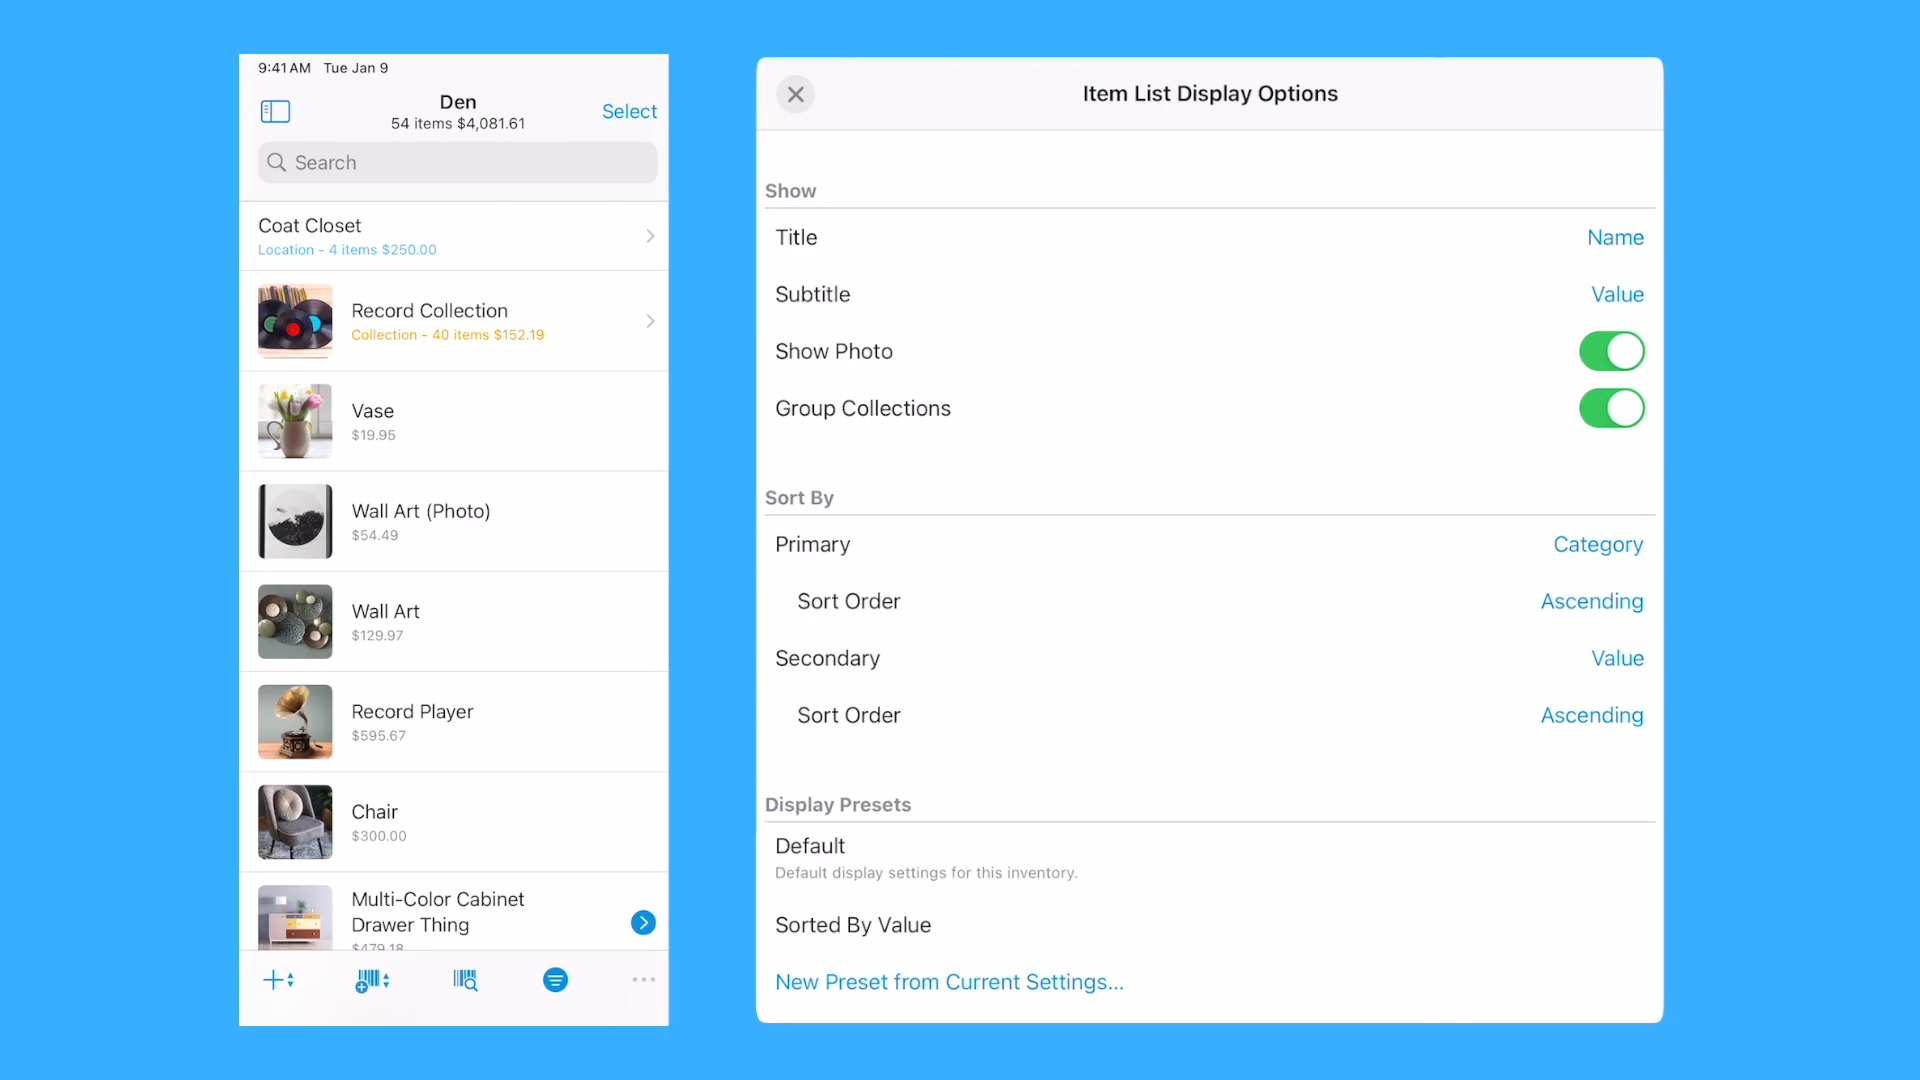 9:41 AM Tue Jan 9
Den
54 items $4,081.61
Select
Search
Coat Closet
Location - 4 items $250.00
Record Collection
Collection - 40 items $152.19
Vase
$19.95
Wall Art (Photo)
$54.49
Wall Art
$129.97
Record Player
$595.67
Chair
$300.00
Multi-Color Cabinet
Drawer Thing
$479.18
Item List Display Options
Show
Title Name
Subtitle Value
Show Photo
Group Collections
Sort By
Primary Category
Sort Order Ascending
Secondary Value
Sort Order Ascending
Display Presets
Default
Default display settings for this inventory.
Sorted By Value
New Preset from Current Settings...